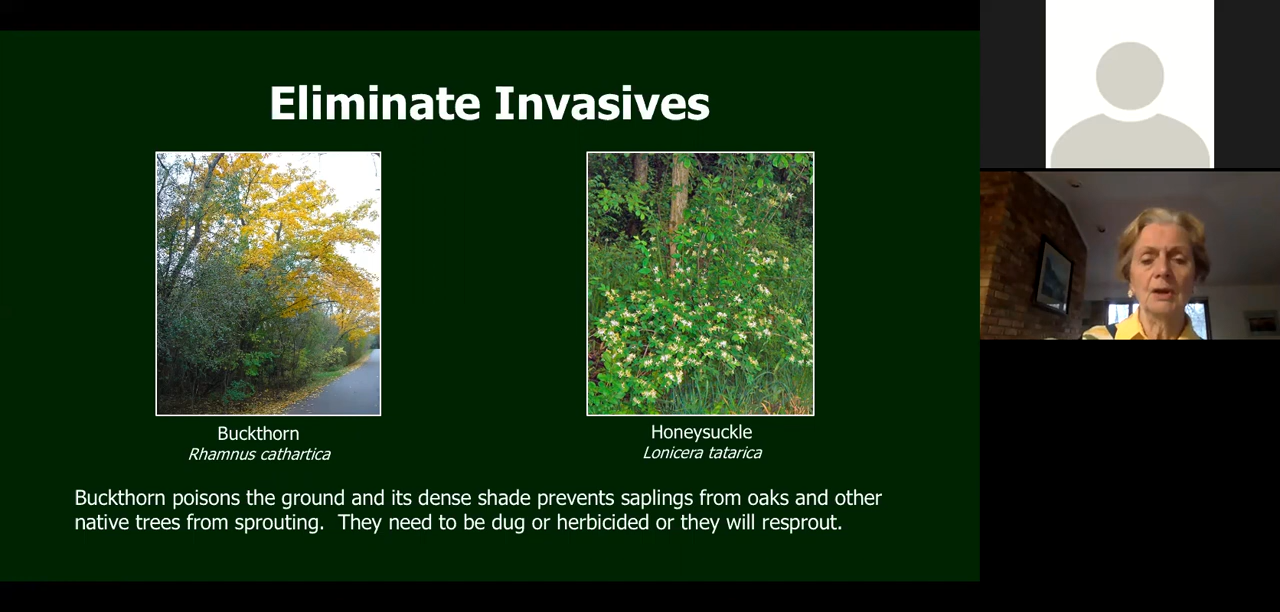 Eliminate Invasives
Buckthorn
Rhamnus cathartica
Honeysuckle
Lonicera tatarica
Buckthorn poisons the ground and its dense shade prevents saplings from oaks and other
native trees from sprouting.  They need to be dug or herbicided or they will resprout.